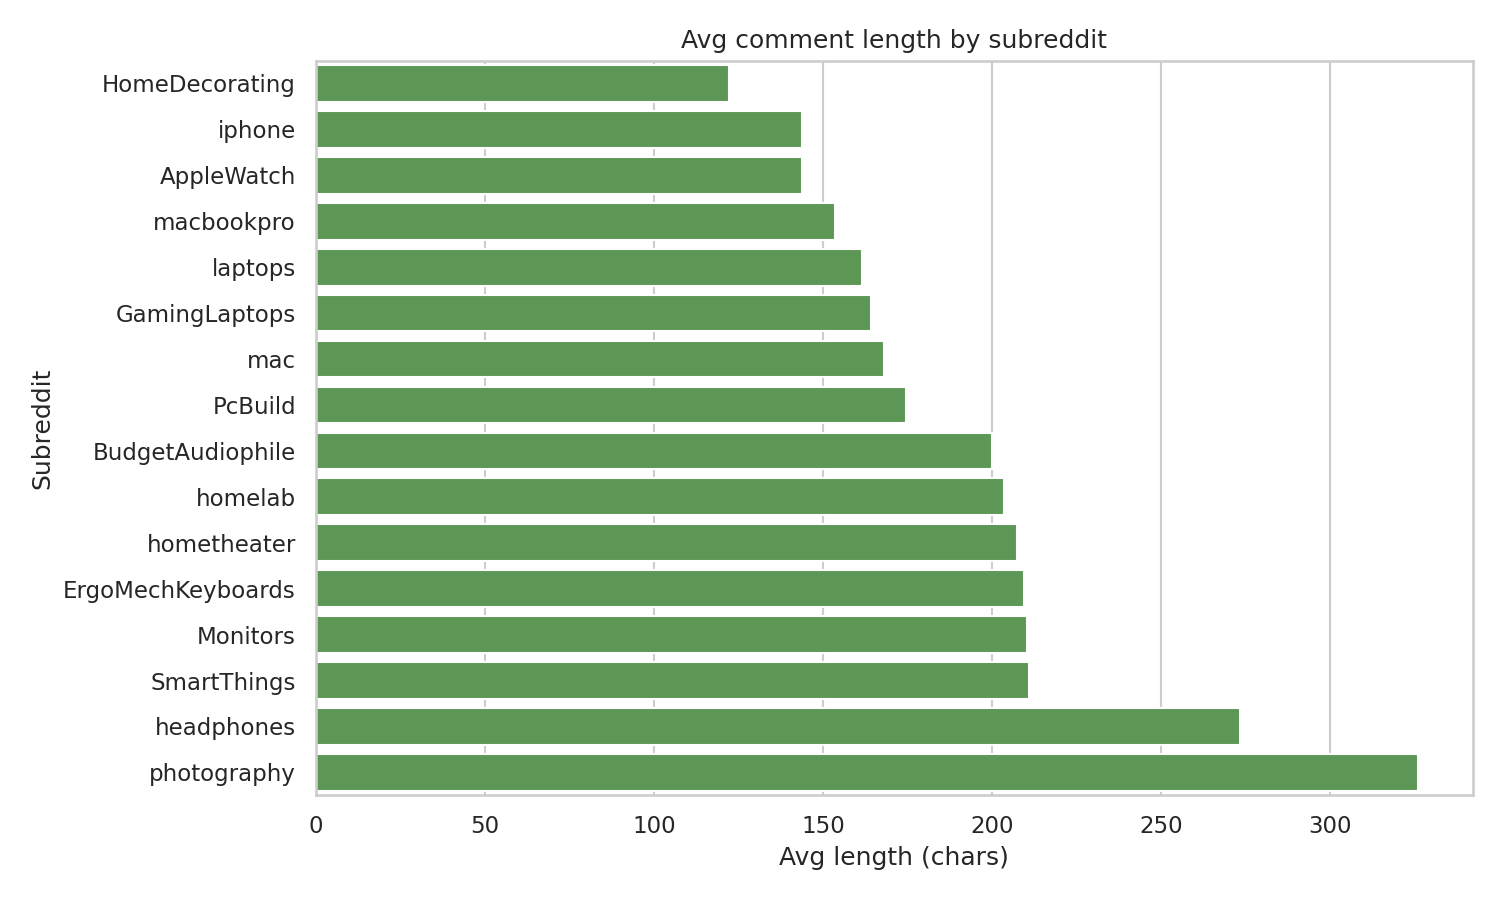 Avg comment length by subreddit
Subreddit
HomeDecorating
iphone
AppleWatch
macbookpro
laptops
GamingLaptops
mac
PcBuild
BudgetAudiophile
homelab
hometheater
ErgoMechKeyboards
Monitors
SmartThings
headphones
photography
0 50 100 150 200 250 300
Avg length (chars)